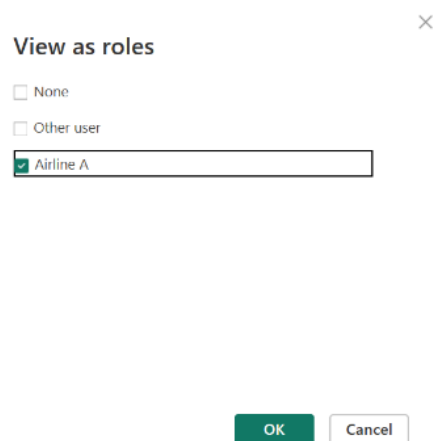 View as roles
None
Other user
Airline A
OK
Cancel